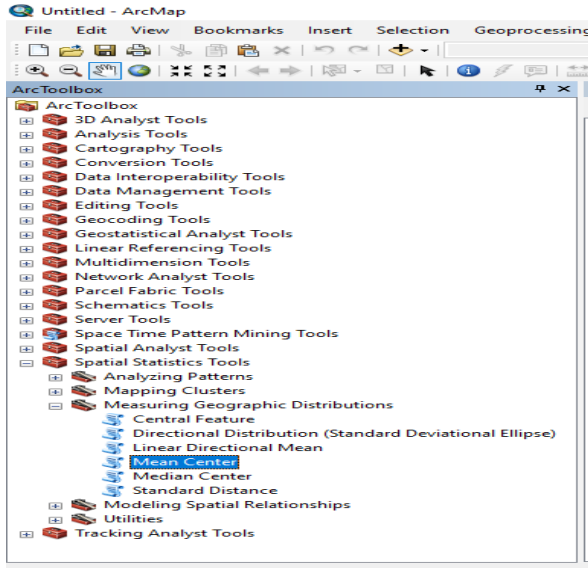 Untitled - ArcMap
File Edit View Bookmarks Insert Selection Geoprocessing
ArcToolbox
ArcToolbox
3D Analyst Tools
Analysis Tools
Cartography Tools
Conversion Tools
Data Interoperability Tools
Data Management Tools
Editing Tools
Geocoding Tools
Geostatistical Analyst Tools
Linear Referencing Tools
Multidimension Tools
Network Analyst Tools
Parcel Fabric Tools
Schematics Tools
Server Tools
Space Time Pattern Mining Tools
Spatial Analyst Tools
Spatial Statistics Tools
Analyzing Patterns
Mapping Clusters
Measuring Geographic Distributions
Central Feature
Directional Distribution (Standard Deviational Ellipse)
Linear Directional Mean
Mean Center
Median Center
Standard Distance
Modeling Spatial Relationships
Utilities
Tracking Analyst Tools